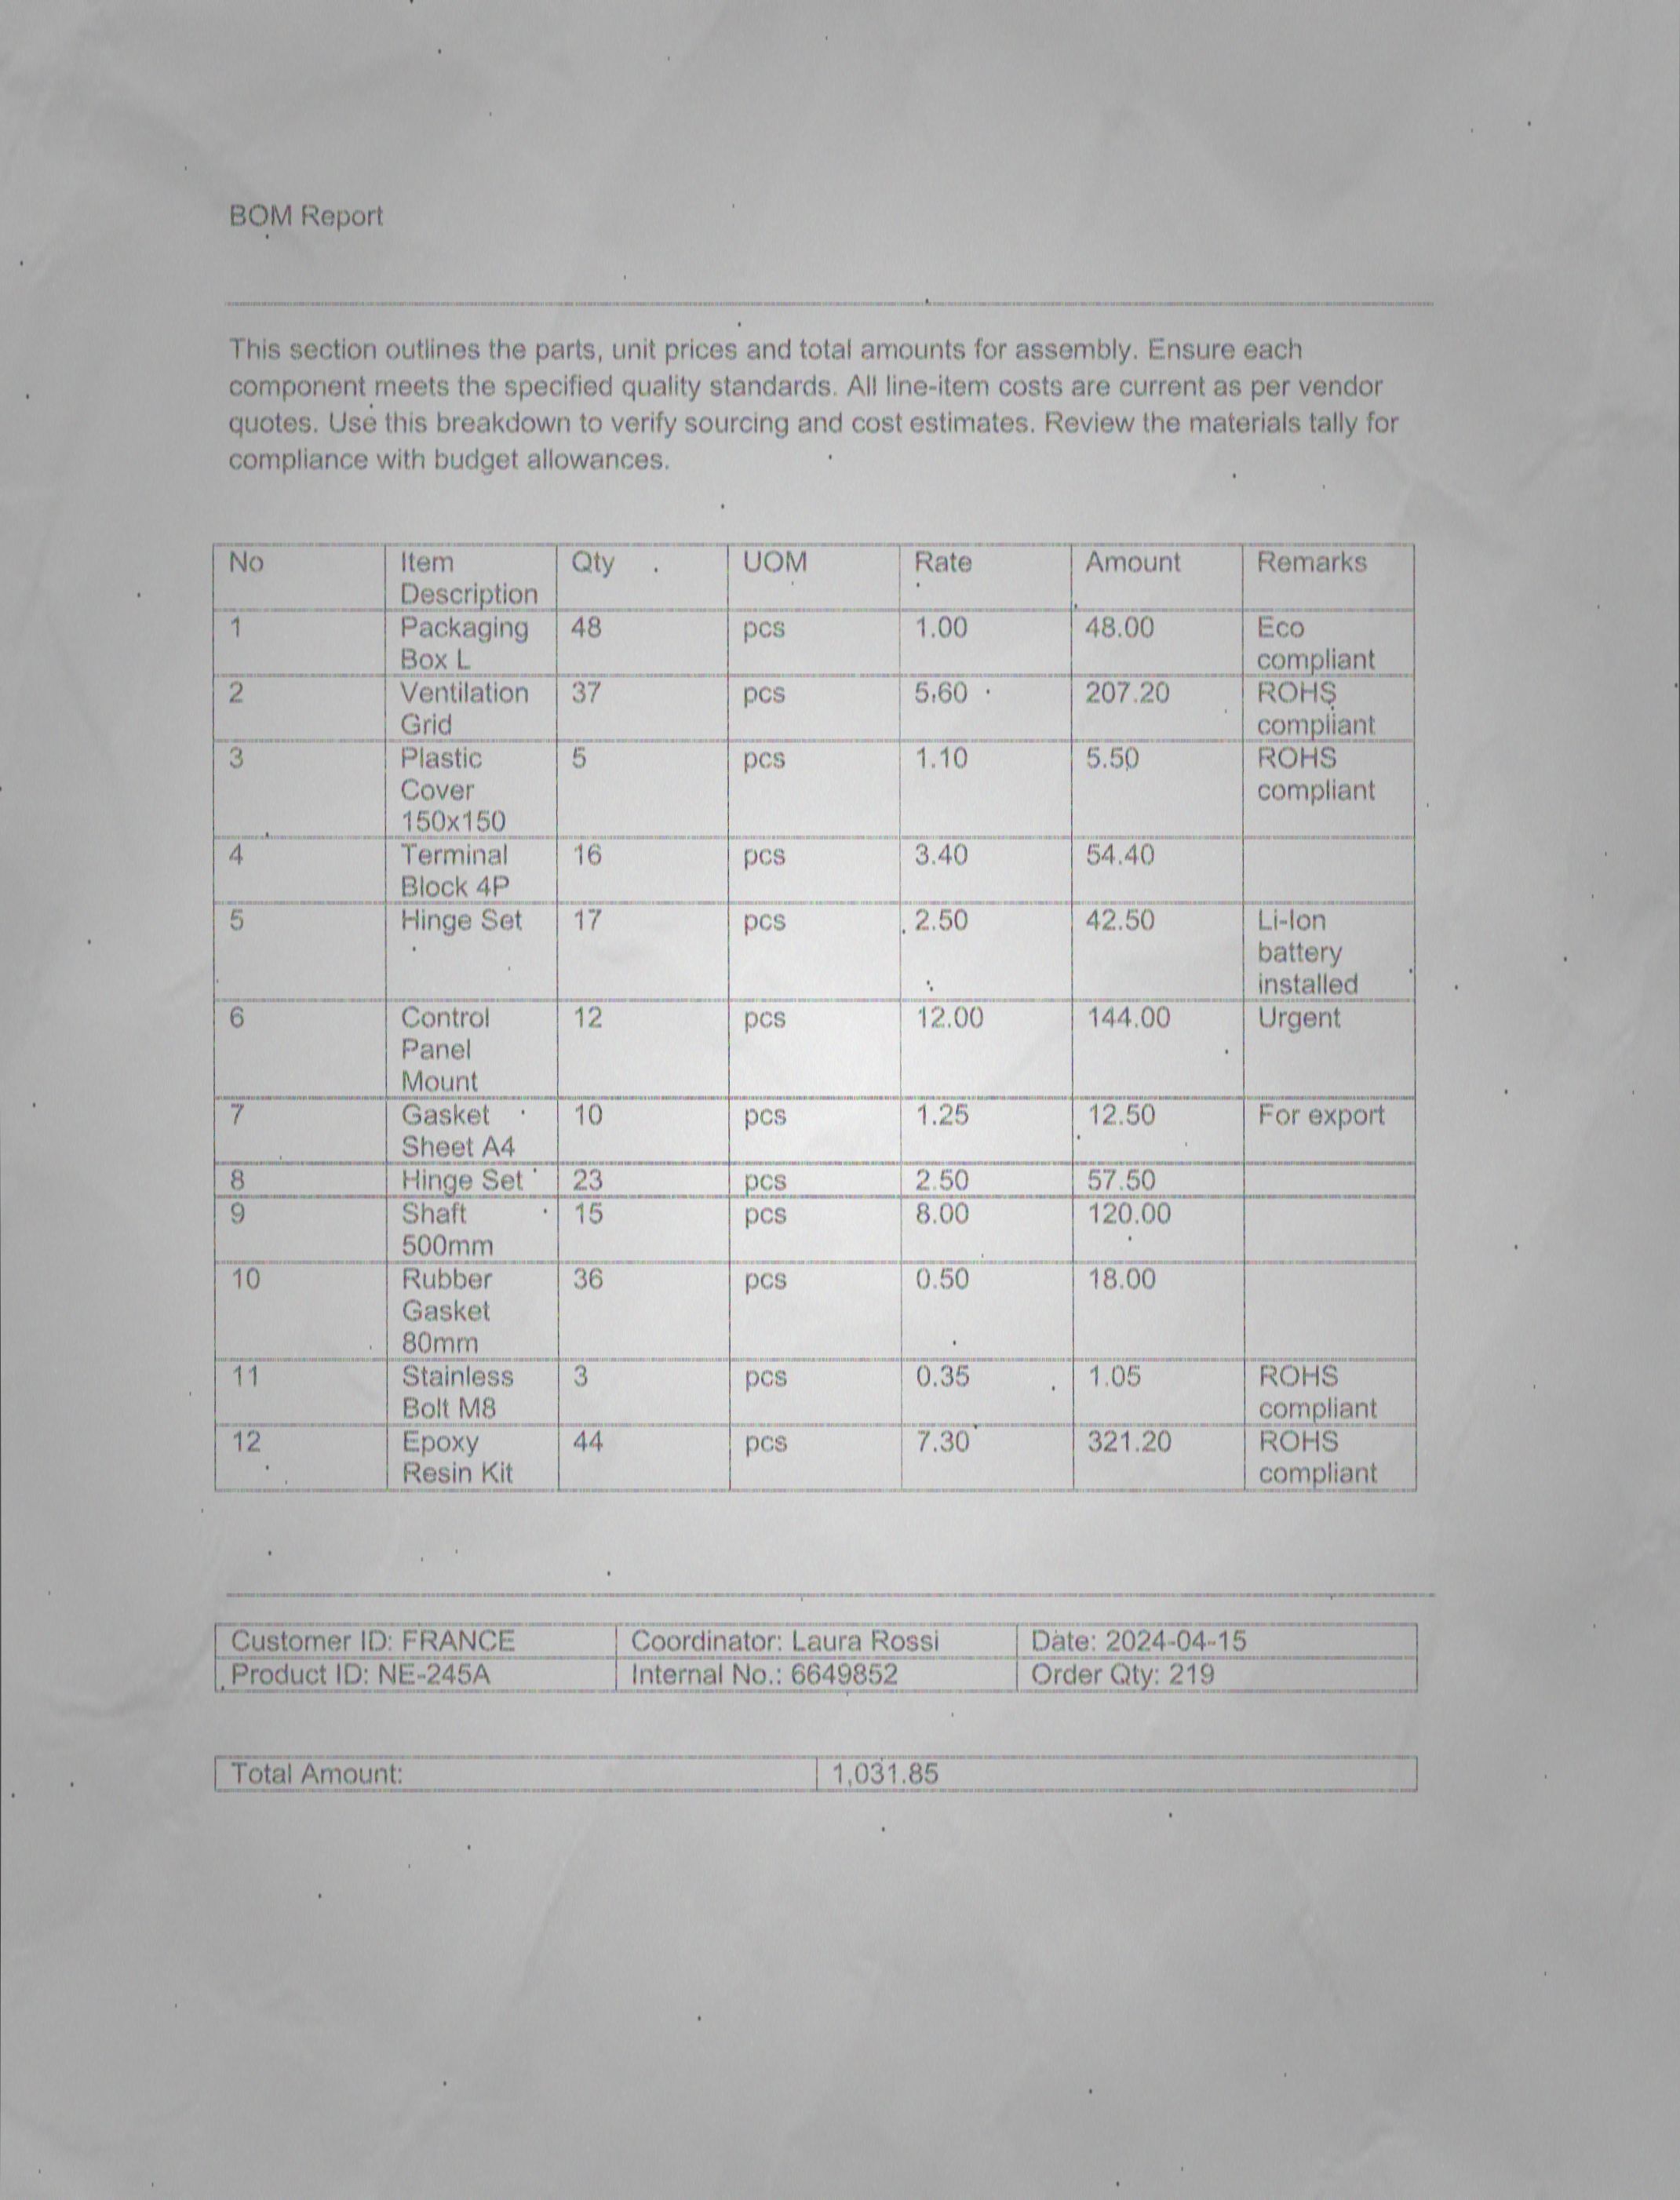 BOM Report
This section outlines the parts, unit prices and total amounts for assembly. Ensure each
component meets the specified quality standards. All line-item costs are current as per vendor
quotes. Use this breakdown to verify sourcing and cost estimates. Review the materials tally for
compliance with budget allowances.
No Item Description Qty UOM Rate Amount Remarks
1 Packaging Box L 48 pcs 1.00 48.00 Eco compliant
2 Ventilation Grid 37 pcs 5.60 207.20 ROHS compliant
3 Plastic Cover 150x150 5 pcs 1.10 5.50 ROHS compliant
4 Terminal Block 4P 16 pcs 3.40 54.40
5 Hinge Set 17 pcs 2.50 42.50 Li-Ion battery installed
6 Control Panel Mount 12 pcs 12.00 144.00 Urgent
7 Gasket Sheet A4 10 pcs 1.25 12.50 For export
8 Hinge Set 23 pcs 2.50 57.50
9 Shaft 500mm 15 pcs 8.00 120.00
10 Rubber Gasket 80mm 36 pcs 0.50 18.00
11 Stainless Bolt M8 3 pcs 0.35 1.05 ROHS compliant
12 Epoxy Resin Kit 44 pcs 7.30 321.20 ROHS compliant
Customer ID: FRANCE Coordinator: Laura Rossi Date: 2024-04-15
Product ID: NE-245A Internal No.: 6649852 Order Qty: 219
Total Amount: 1,031.85